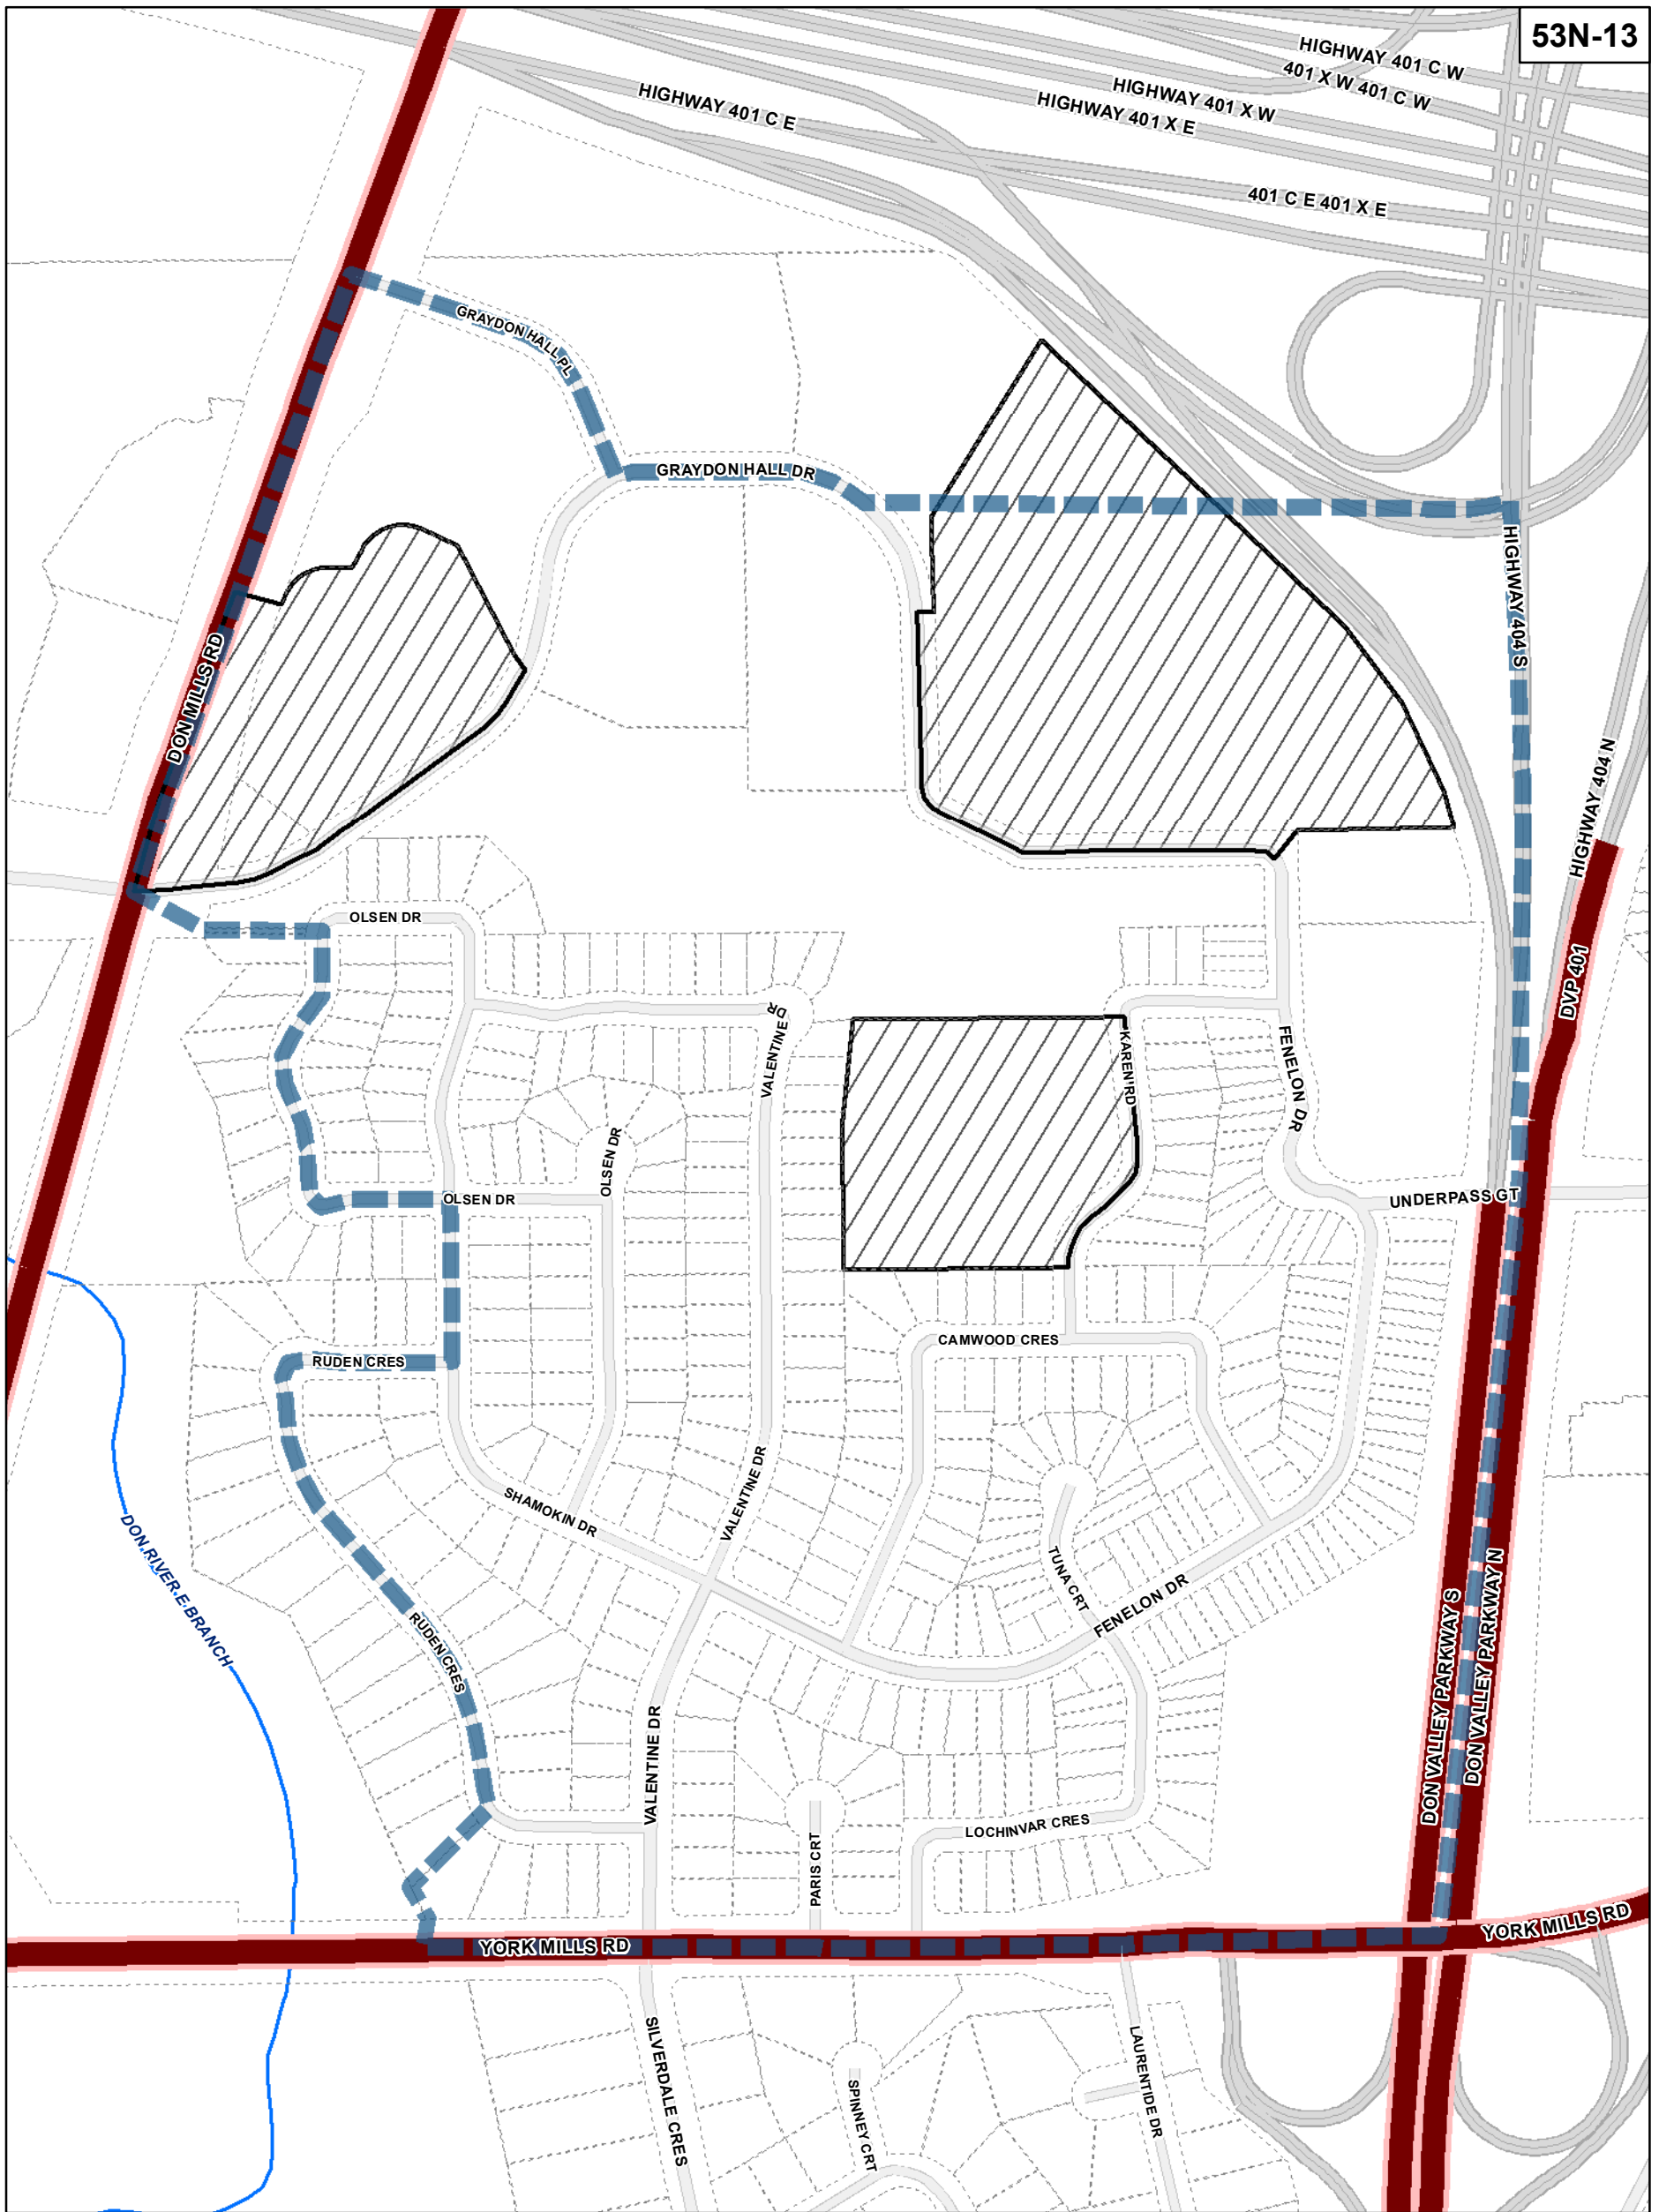 53N-13
HIGHWAY 401 C W
401 X W 401 C W
HIGHWAY 401 X W
HIGHWAY 401 C E
HIGHWAY 401 X E
401 C E 401 X E
GRAYDON HALL PL
GRAYDON HALL DR
HIGHWAY 404 S
DON MILLS RD
HIGHWAY 404 N
OLSEN DR
DVP 401
VALENTINE DR
KAREN RD
FENELON DR
OLSEN DR
OLSEN DR
UNDERPASS GT
CAMWOOD CRES
RUDEN CRES
VALENTINE DR
SHAMOKIN DR
DON RIVER E BRANCH
TUNA CRT
FENELON DR
RUDEN CRES
DON VALLEY PARKWAY S
DON VALLEY PARKWAY N
VALENTINE DR
LOCHINVAR CRES
PARIS CRT
YORK MILLS RD
YORK MILLS RD
SILVERDALE CRES
SPINNEY CRT
LAURENTIDE DR